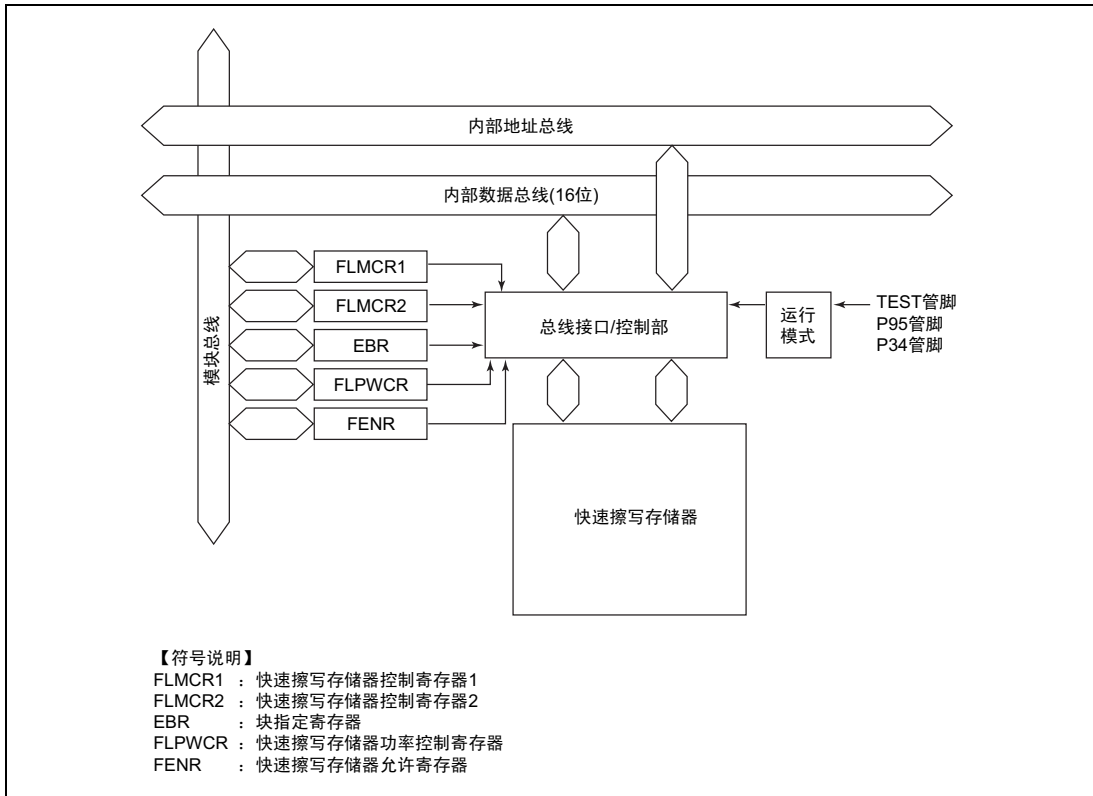 内部地址总线
内部数据总线(16位)
模块总线
FLMCR1
FLMCR2
EBR
FLPWCR
FENR
总线接口/控制部
运行
模式
TEST管脚
P95管脚
P34管脚
快速擦写存储器
【符号说明】
FLMCR1 : 快速擦写存储器控制寄存器1
FLMCR2 : 快速擦写存储器控制寄存器2
EBR : 块指定寄存器
FLPWCR : 快速擦写存储器功率控制寄存器
FENR : 快速擦写存储器允许寄存器